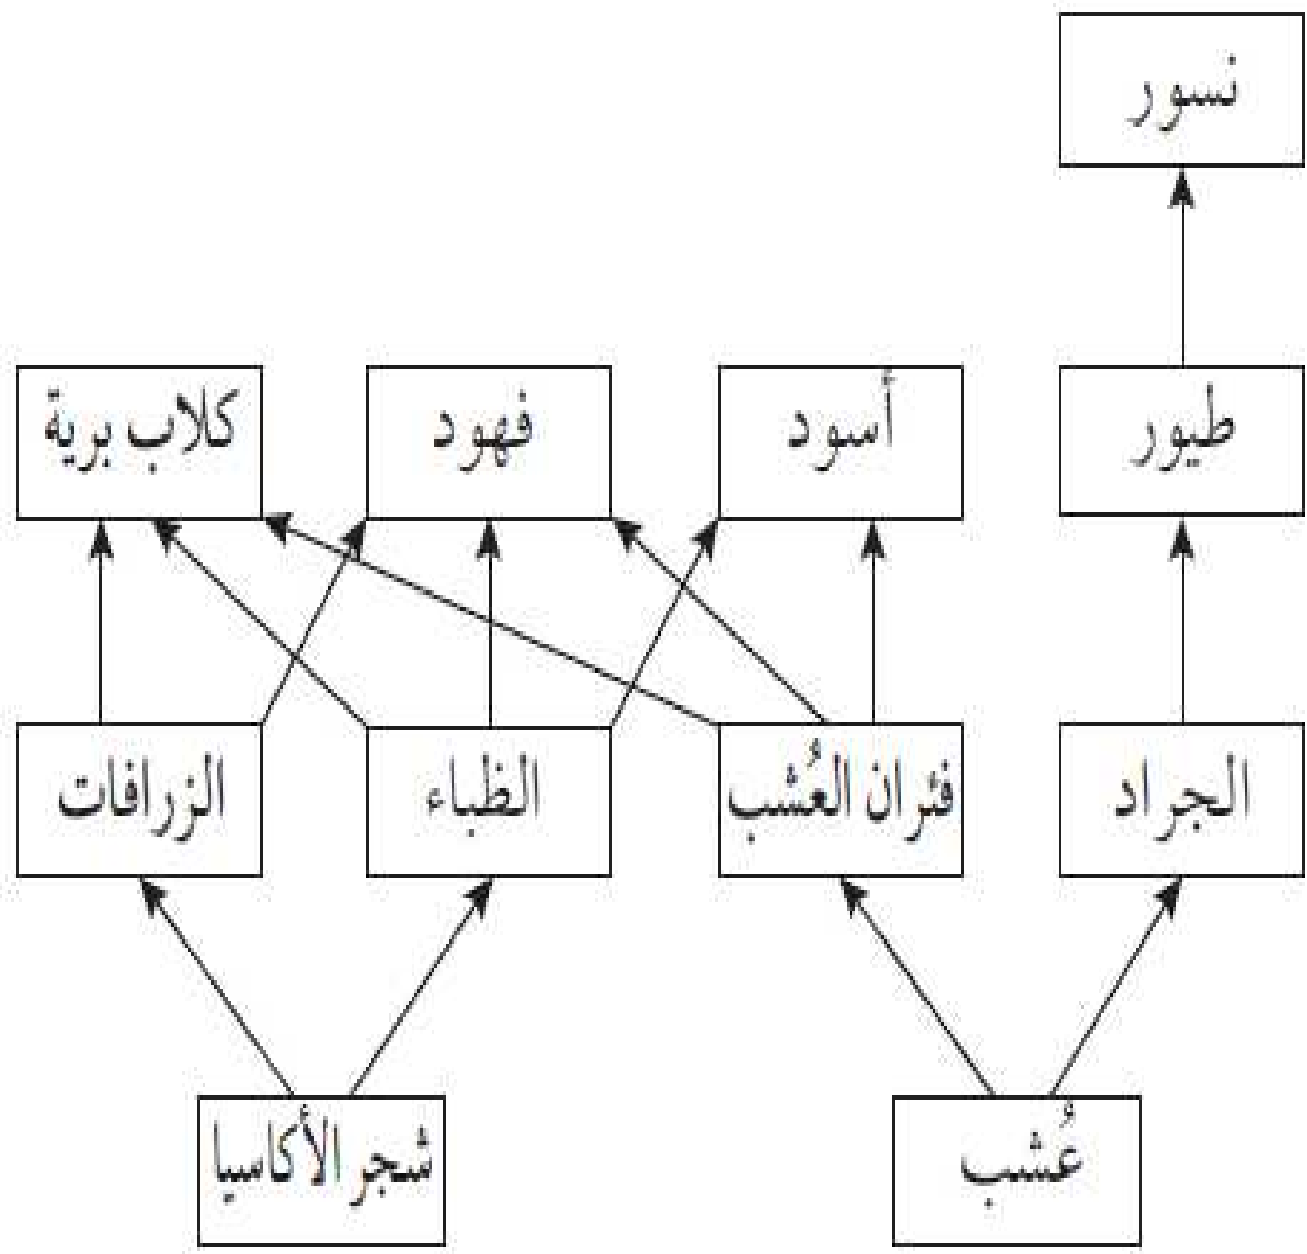 نسور
طيور
أسود
فهود
كلاب برية
الجراد
فئران العُشب
الظباء
الزرافات
عُشب
شجر الأكاسيا